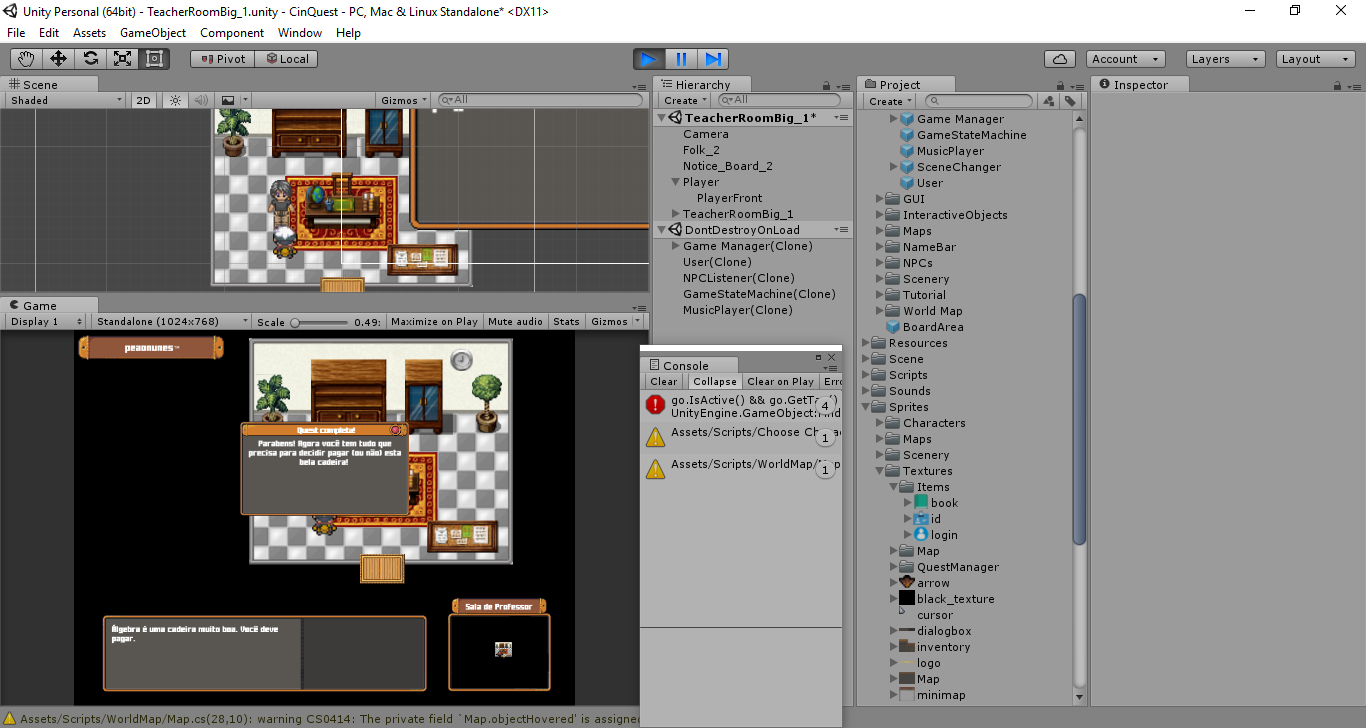 Unity Personal (64bit) - TeacherRoomBig_1.unity - CinQuest - PC, Mac & Linux Standalone* <DX11>
File Edit Assets GameObject Component Window Help
Pivot Local Account Layers Layout
Scene
Shaded 2D Gizmos All
Hierarchy
Create All
TeacherRoomBig_1*
Camera
Folk_2
Notice_Board_2
Player
PlayerFront
TeacherRoomBig_1
DontDestroyOnLoad
Game Manager(Clone)
User(Clone)
NPCListener(Clone)
GameStateMachine(Clone)
MusicPlayer(Clone)
Project
Create
Game Manager
GameStateMachine
MusicPlayer
SceneChanger
User
GUI
InteractiveObjects
Maps
NameBar
NPCs
Scenery
Tutorial
World Map
BoardArea
Resources
Scene
Scripts
Sounds
Sprites
Characters
Maps
Scenery
Textures
Items
book
id
login
Map
QuestManager
arrow
black_texture
cursor
dialogbox
inventory
logo
Map
minimap
Inspector
Game
Display 1 Standalone (1024x768) Scale 0.49: Maximize on Play Mute audio Stats Gizmos
peaonunes
Quest completa!
Parabens! Agora você tem tudo que
precisa para decidir pagar (ou não) esta
bela cadeira!
Sala de Professor
Álgebra é uma cadeira muito boa. Você deve
pagar.
Console
Clear Collapse Clear on Play Erro
go.IsActive() && go.GetTa 4
UnityEngine.GameObject:
Assets/Scripts/Choose Cha 1
Assets/Scripts/WorldMap/ 1
Assets/Scripts/WorldMap/Map.cs(28,10): warning CS0414: The private field `Map.objectHovered' is assigned